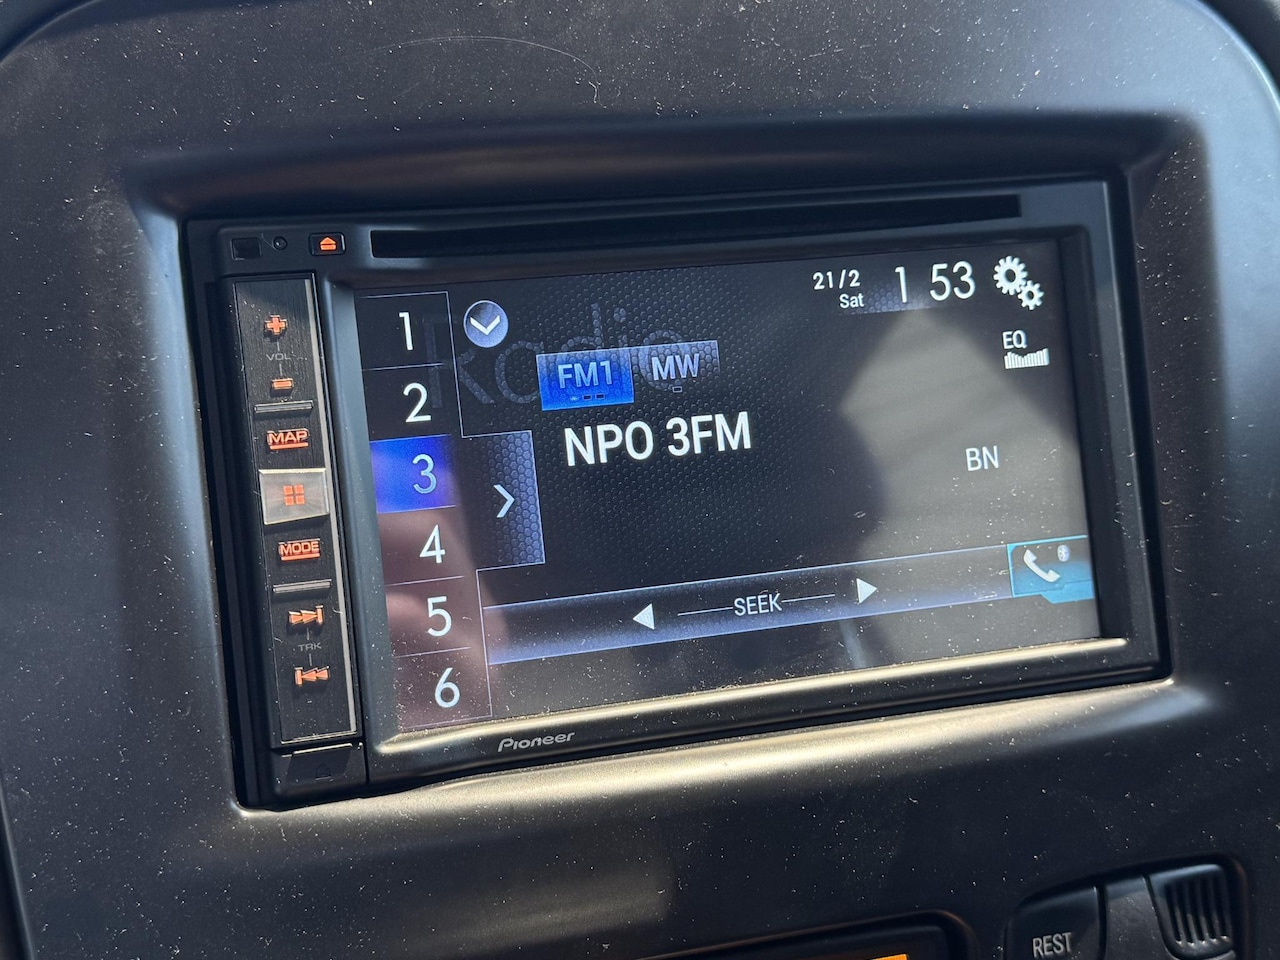 21/2
Sat
1 53
EQ
Radio
FM1
MW
NPO 3FM
BN
1
2
3
4
5
6
SEEK
VOL
MAP
MODE
TRK
Pioneer
REST